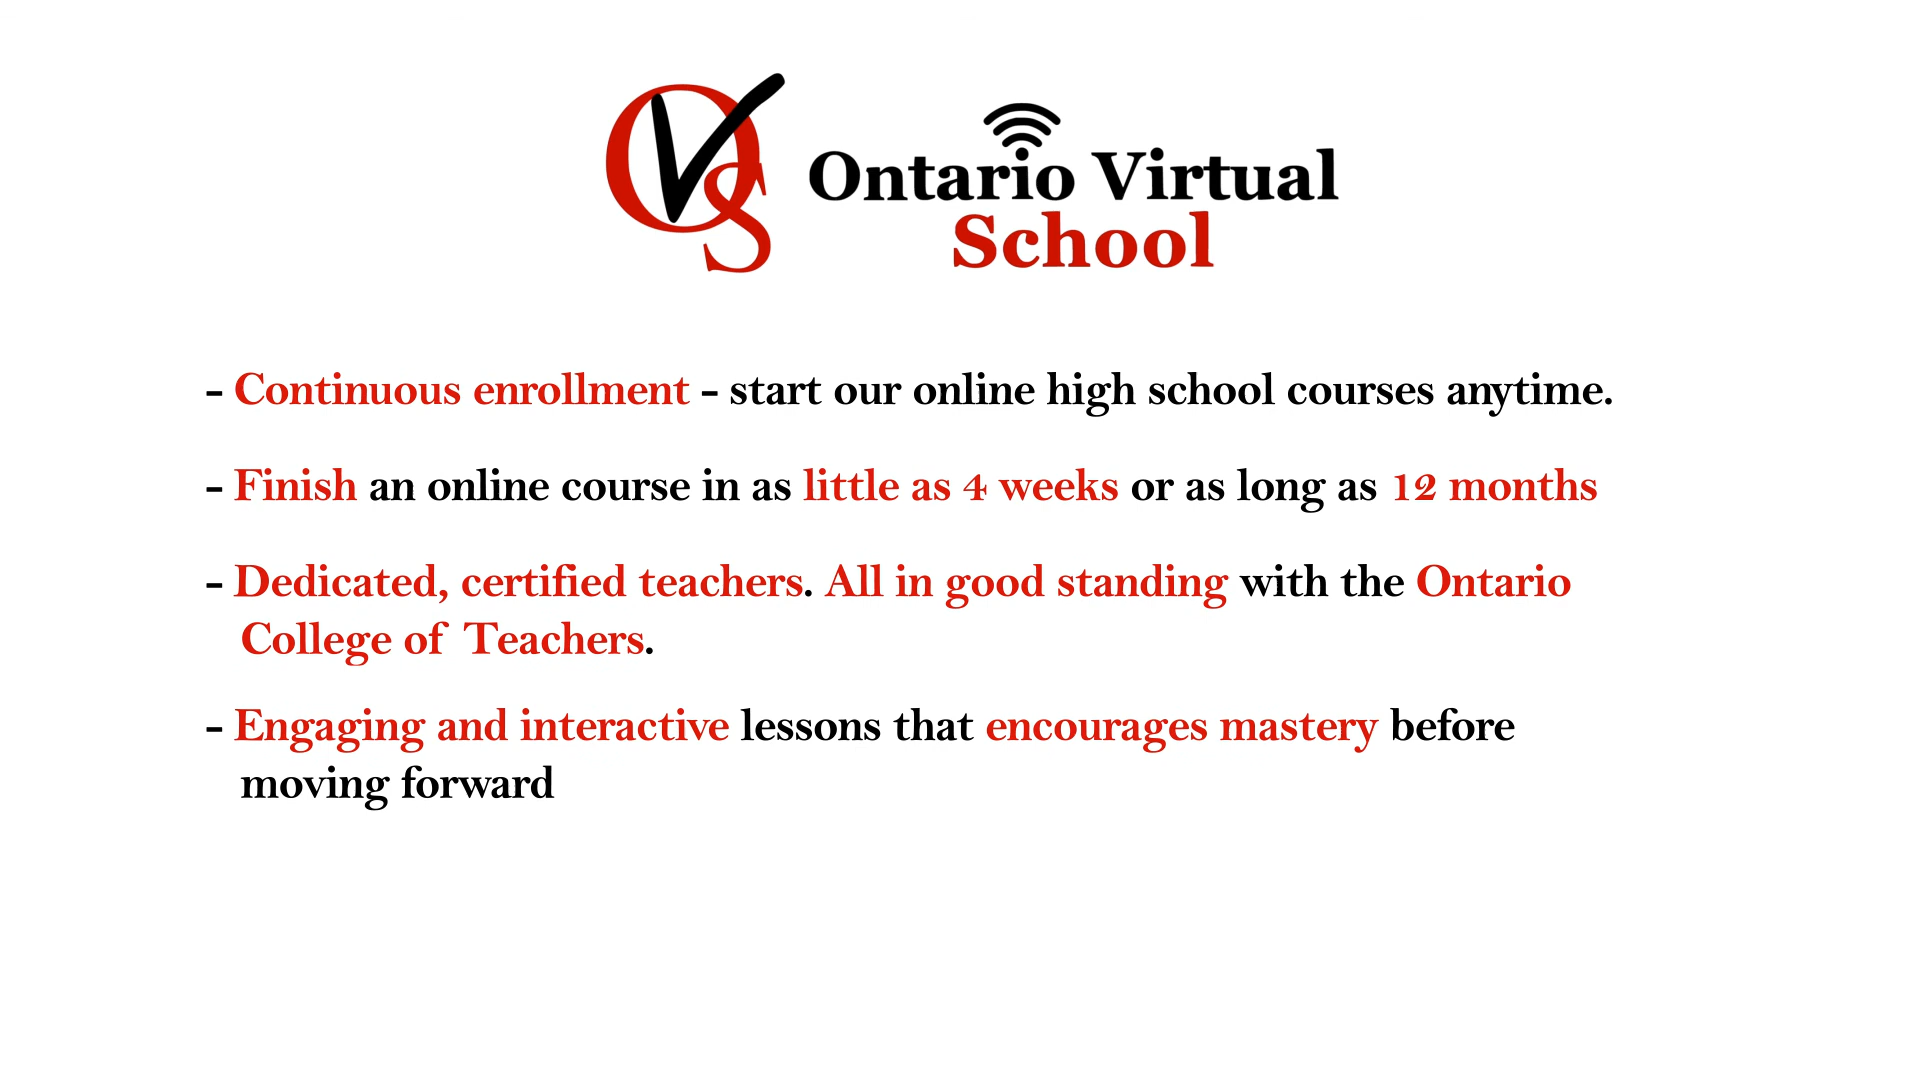 OVS
Ontario Virtual
School
- Continuous enrollment - start our online high school courses anytime.
- Finish an online course in as little as 4 weeks or as long as 12 months
- Dedicated, certified teachers. All in good standing with the Ontario
College of Teachers.
- Engaging and interactive lessons that encourages mastery before
moving forward